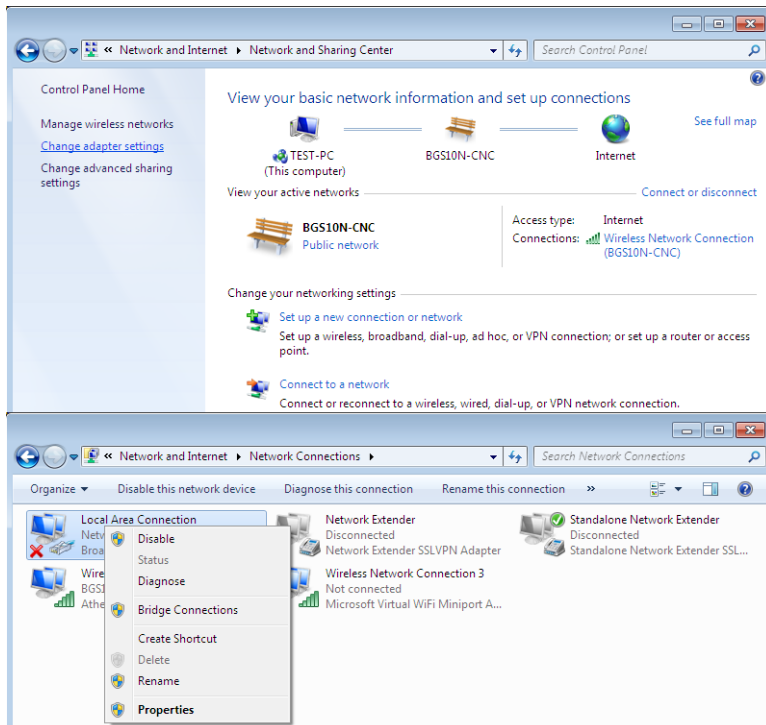 « Network and Internet ▸ Network and Sharing Center
Search Control Panel
Control Panel Home
Manage wireless networks
Change adapter settings
Change advanced sharing
settings
View your basic network information and set up connections
See full map
TEST-PC
(This computer)
BGS10N-CNC
Internet
View your active networks
Connect or disconnect
BGS10N-CNC
Public network
Access type: Internet
Connections: Wireless Network Connection
(BGS10N-CNC)
Change your networking settings
Set up a new connection or network
Set up a wireless, broadband, dial-up, ad hoc, or VPN connection; or set up a router or access
point.
Connect to a network
Connect or reconnect to a wireless, wired, dial-up, or VPN network connection.
« Network and Internet ▸ Network Connections ▸
Search Network Connections
Organize
Disable this network device
Diagnose this connection
Rename this connection
»
Local Area Connection
Netv
Broa
Network Extender
Disconnected
Network Extender SSLVPN Adapter
Standalone Network Extender
Disconnected
Standalone Network Extender SSL...
Wire
BGS1
Athe
Wireless Network Connection 3
Not connected
Microsoft Virtual WiFi Miniport A...
Disable
Status
Diagnose
Bridge Connections
Create Shortcut
Delete
Rename
Properties